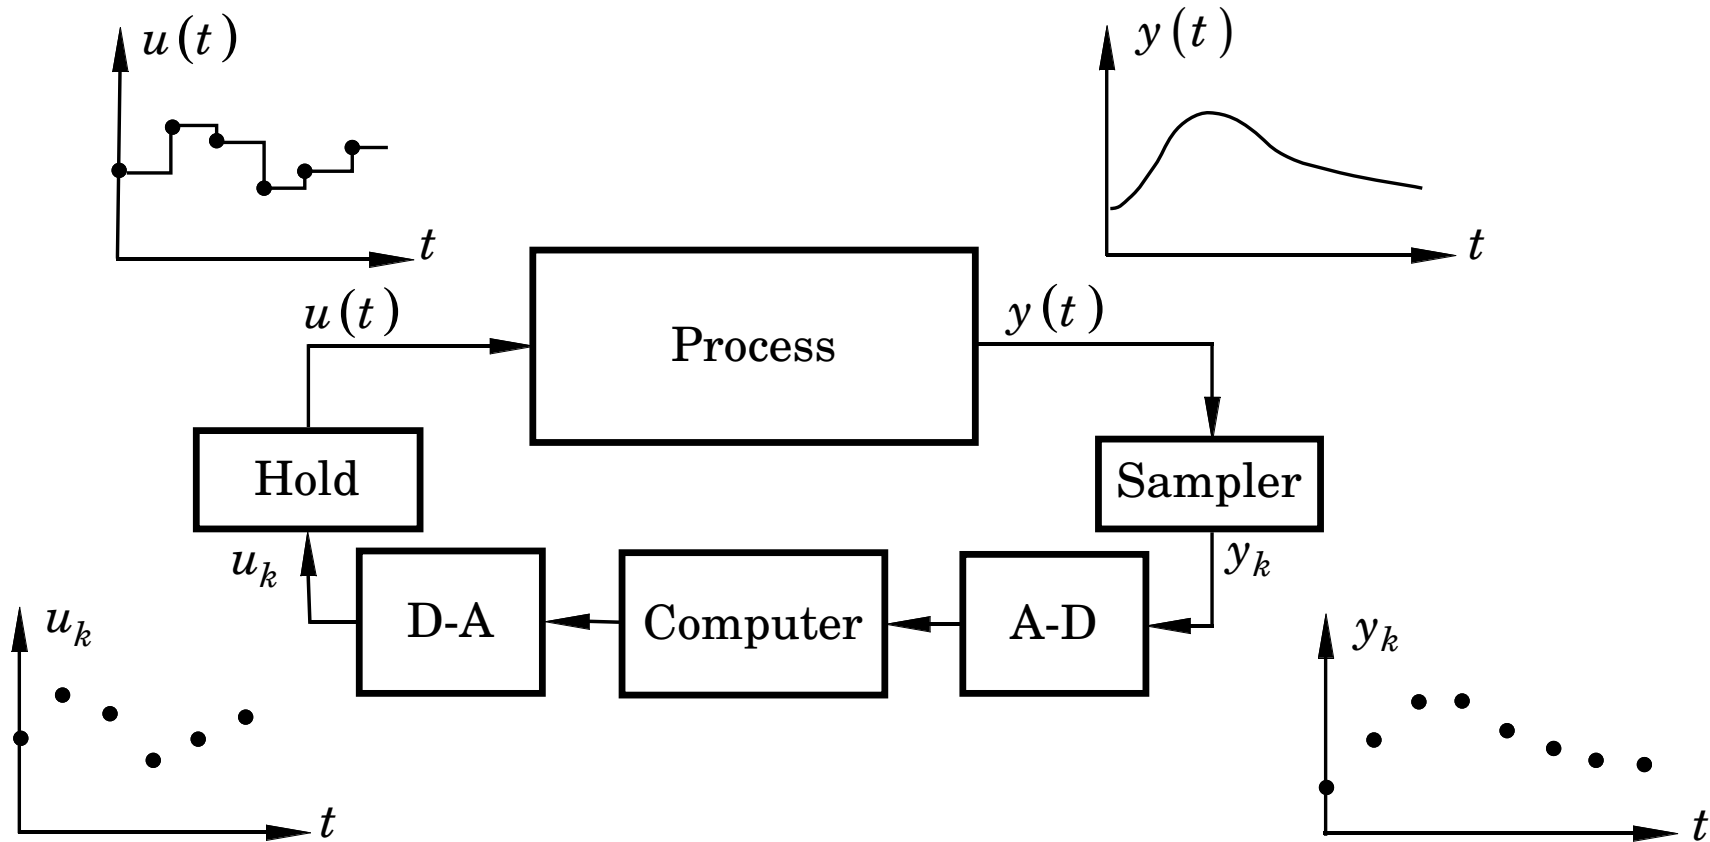 u(t)
y(t)
t
t
u(t)
y(t)
Process
Hold
Sampler
u_k
y_k
D-A
Computer
A-D
u_k
y_k
t
t